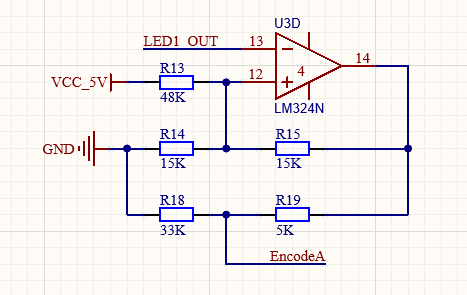 U3D
LED1_OUT 13
14
VCC_5V R13 12 4
48K LM324N
GND R14 R15
15K 15K
R18 R19
33K 5K
EncodeA